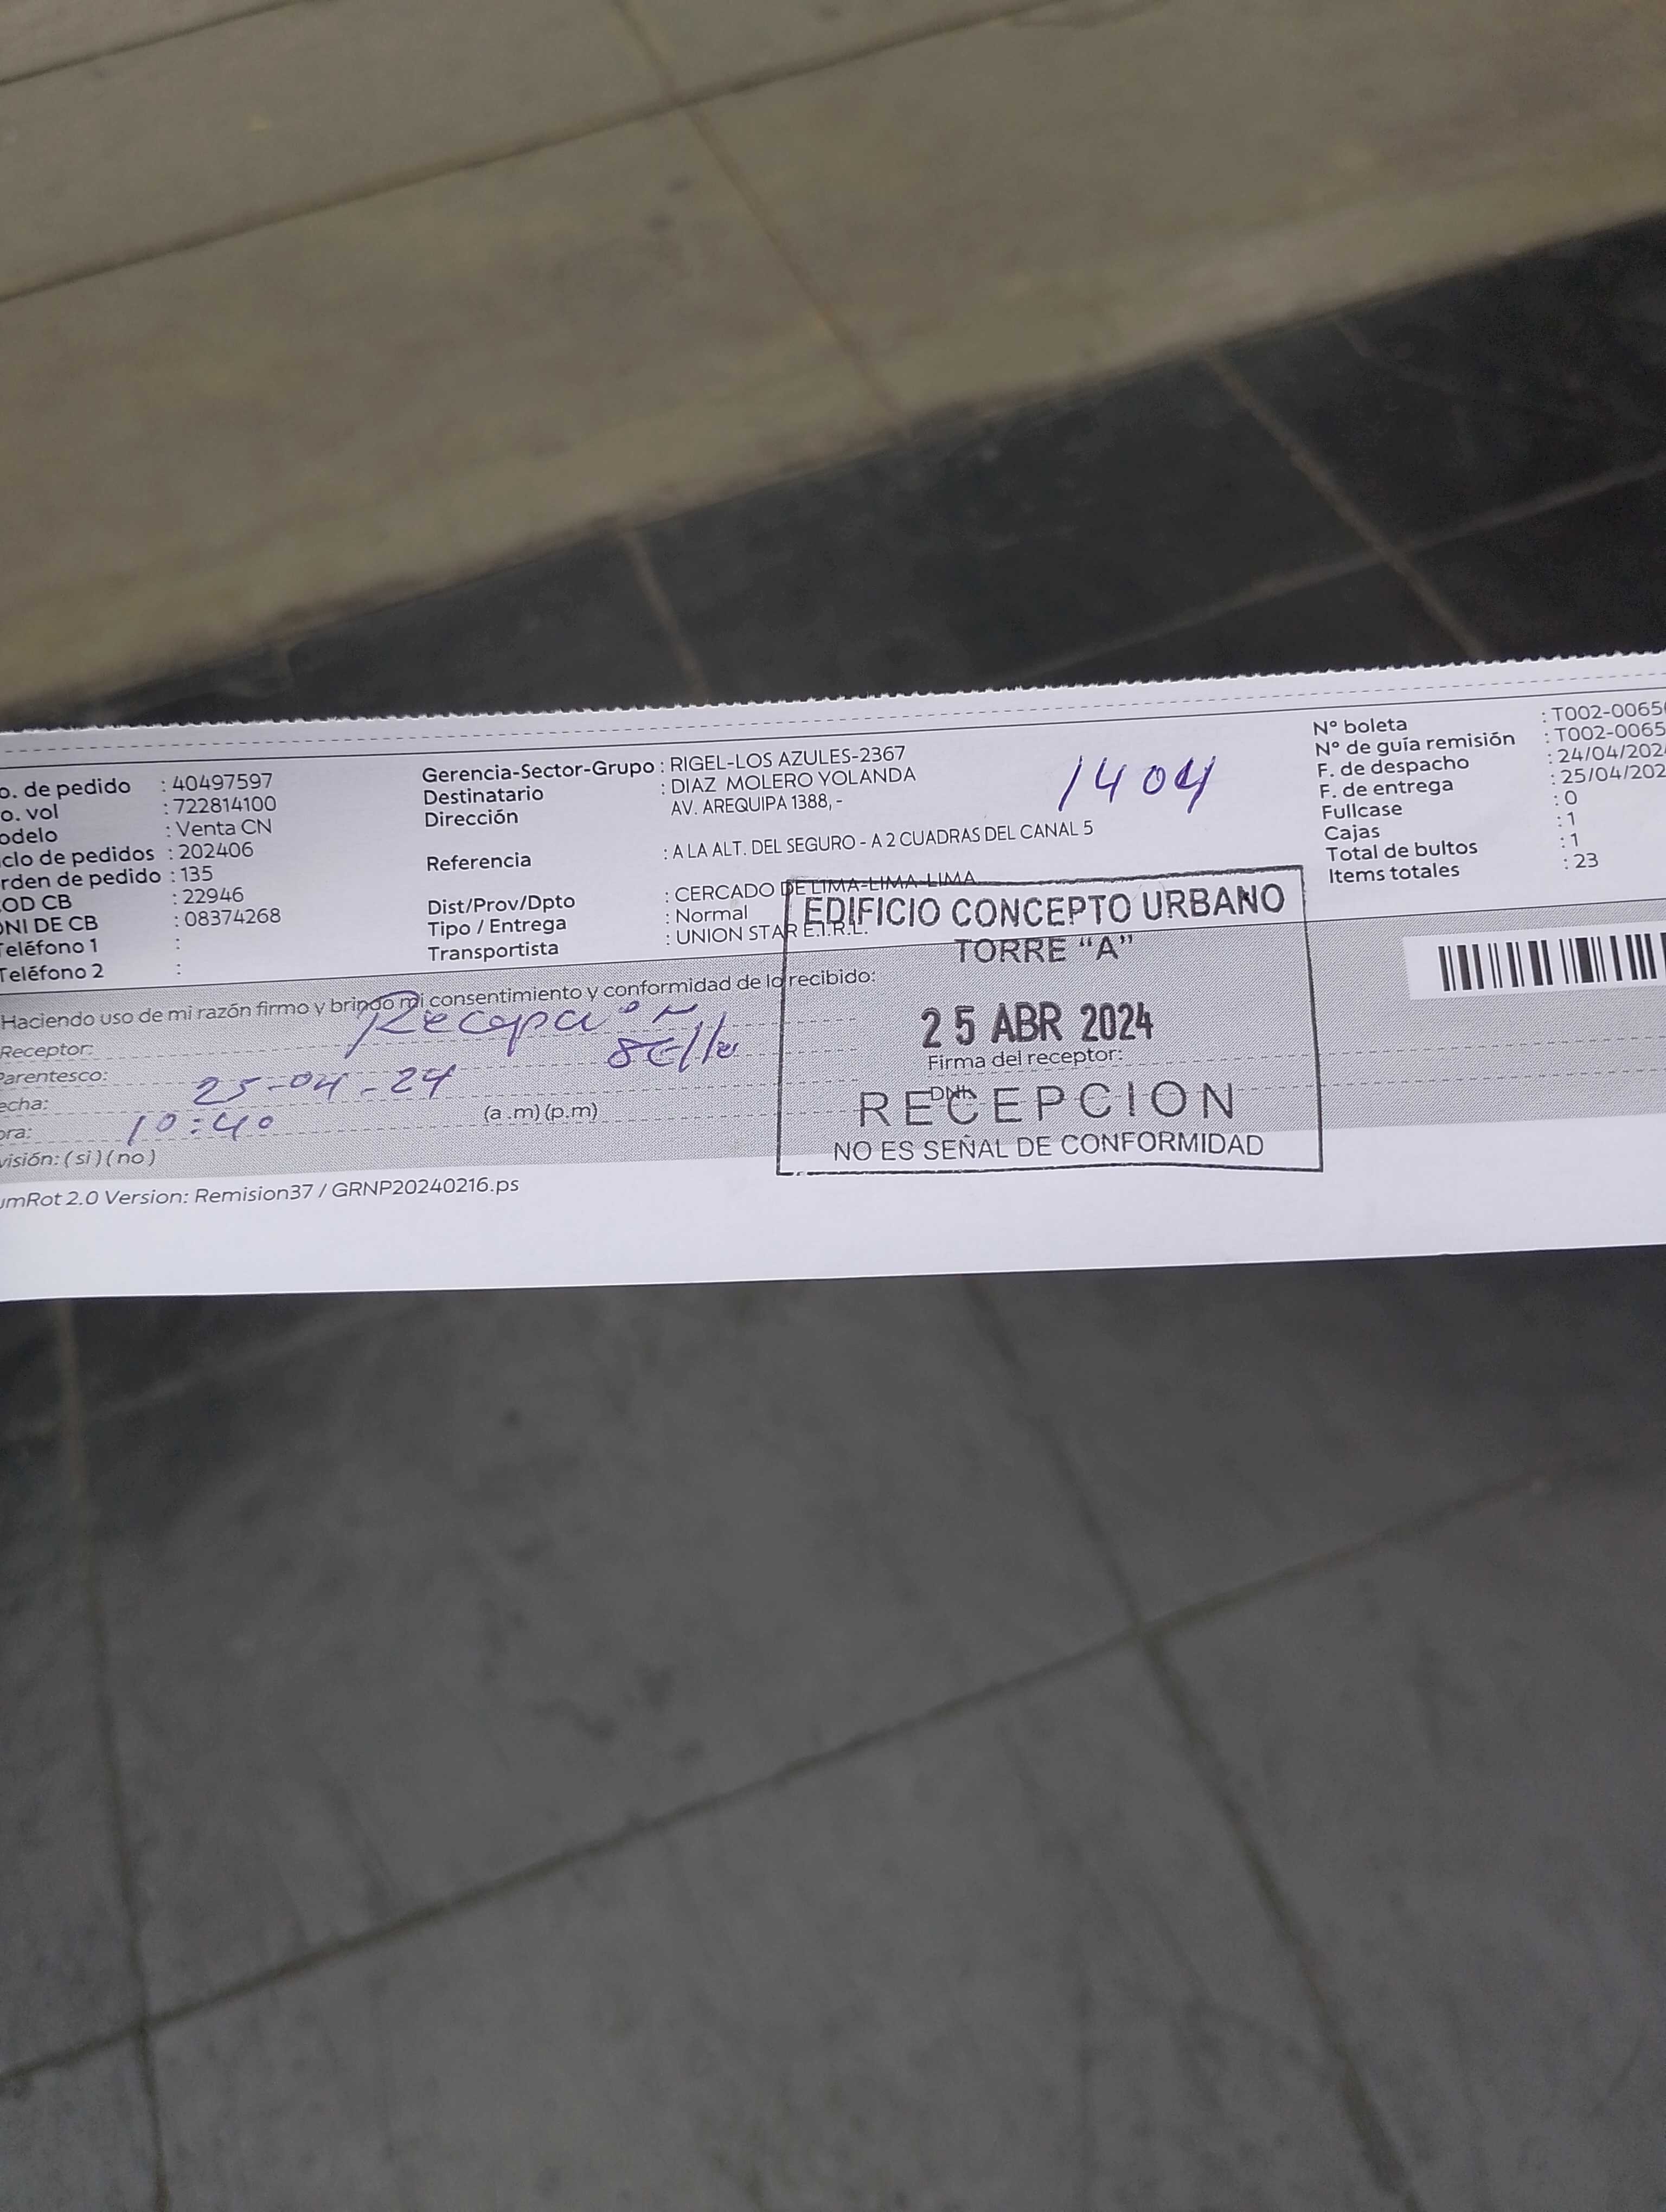 o. de pedido : 40497597
o. vol : 722814100
odelo : Venta CN
clo de pedidos : 202406
rden de pedido : 135
OD CB : 22946
NI DE CB : 08374268
Teléfono 1 :
Teléfono 2 :
Gerencia-Sector-Grupo : RIGEL-LOS AZULES-2367
Destinatario : DIAZ MOLERO YOLANDA
Dirección AV. AREQUIPA 1388, -
Referencia : A LA ALT. DEL SEGURO - A 2 CUADRAS DEL CANAL 5
Dist/Prov/Dpto : CERCADO DE LIMA-LIMA-LIMA
Tipo / Entrega : Normal
Transportista : UNION STAR E.I.R.L.
1404
N° boleta : T002-0065
N° de guía remisión : T002-0065
F. de despacho : 24/04/202
F. de entrega : 25/04/202
Fullcase : 0
Cajas : 1
Total de bultos : 1
Items totales : 23
Haciendo uso de mi razón firmo y brindo mi consentimiento y conformidad de lo recibido:
Receptor: Recepción
Parentesco: sello
echa: 25-04-24
ora: 10:40 (a .m) (p.m)
visión: ( si ) ( no )
EDIFICIO CONCEPTO URBANO
TORRE "A"
25 ABR 2024
Firma del receptor:
DNI:
RECEPCION
NO ES SEÑAL DE CONFORMIDAD
umRot 2.0 Version: Remision37 / GRNP20240216.ps